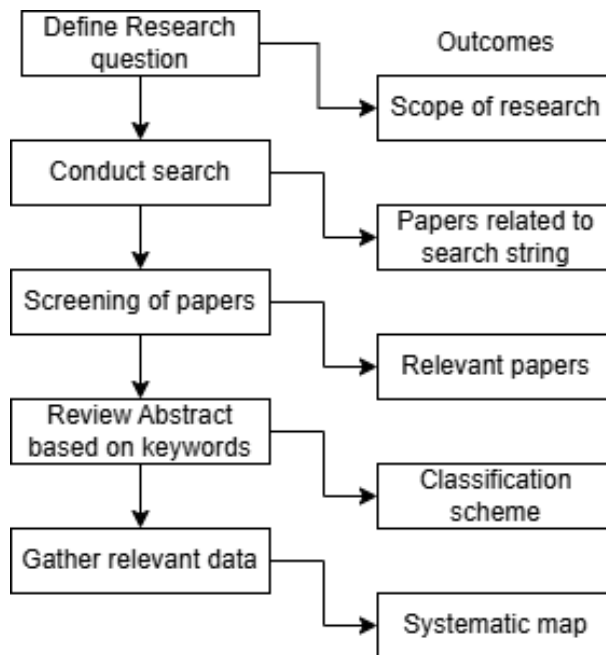 Define Research
question
Outcomes
Scope of research
Conduct search
Papers related to
search string
Screening of papers
Relevant papers
Review Abstract
based on keywords
Classification
scheme
Gather relevant data
Systematic map